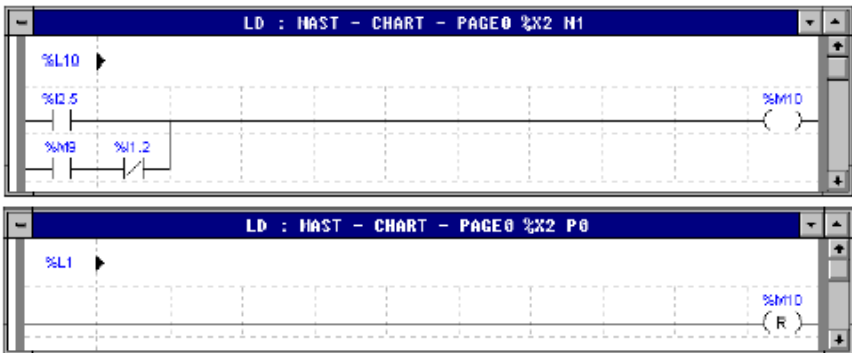 LD : MAST - CHART - PAGE0 %X2 N1
%L10
%I2.5 %M10
%M9 %I1.2
LD : MAST - CHART - PAGE0 %X2 P0
%L1
%M10
R